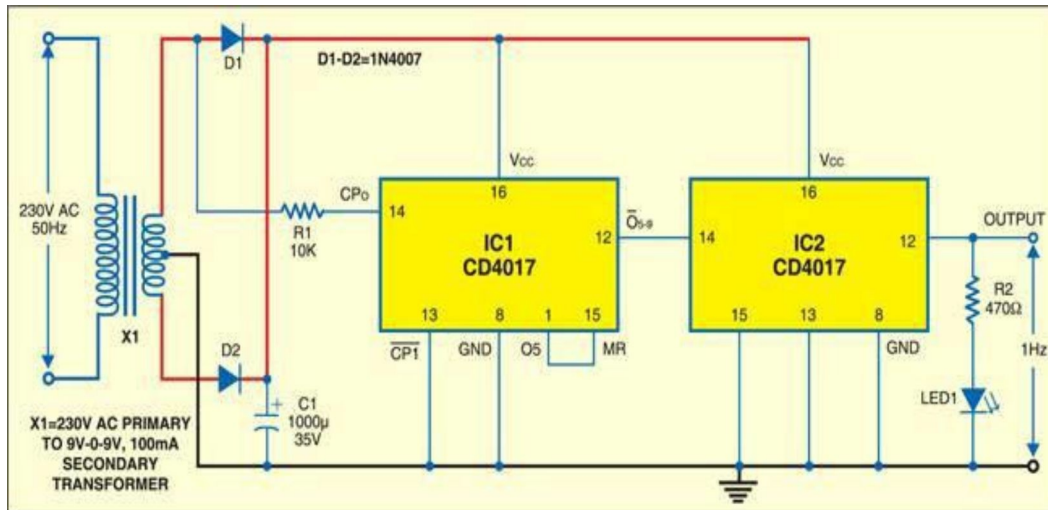 D1
D1-D2=1N4007
230V AC
50Hz
X1
D2
X1=230V AC PRIMARY
TO 9V-0-9V, 100mA
SECONDARY
TRANSFORMER
+
C1
1000µ
35V
R1
10K
CP0
14
VCC
16
IC1
CD4017
12
13
8
1
15
CP1
GND
O5
MR
O5-9
14
VCC
16
IC2
CD4017
12
15
13
8
GND
OUTPUT
R2
470Ω
LED1
1Hz